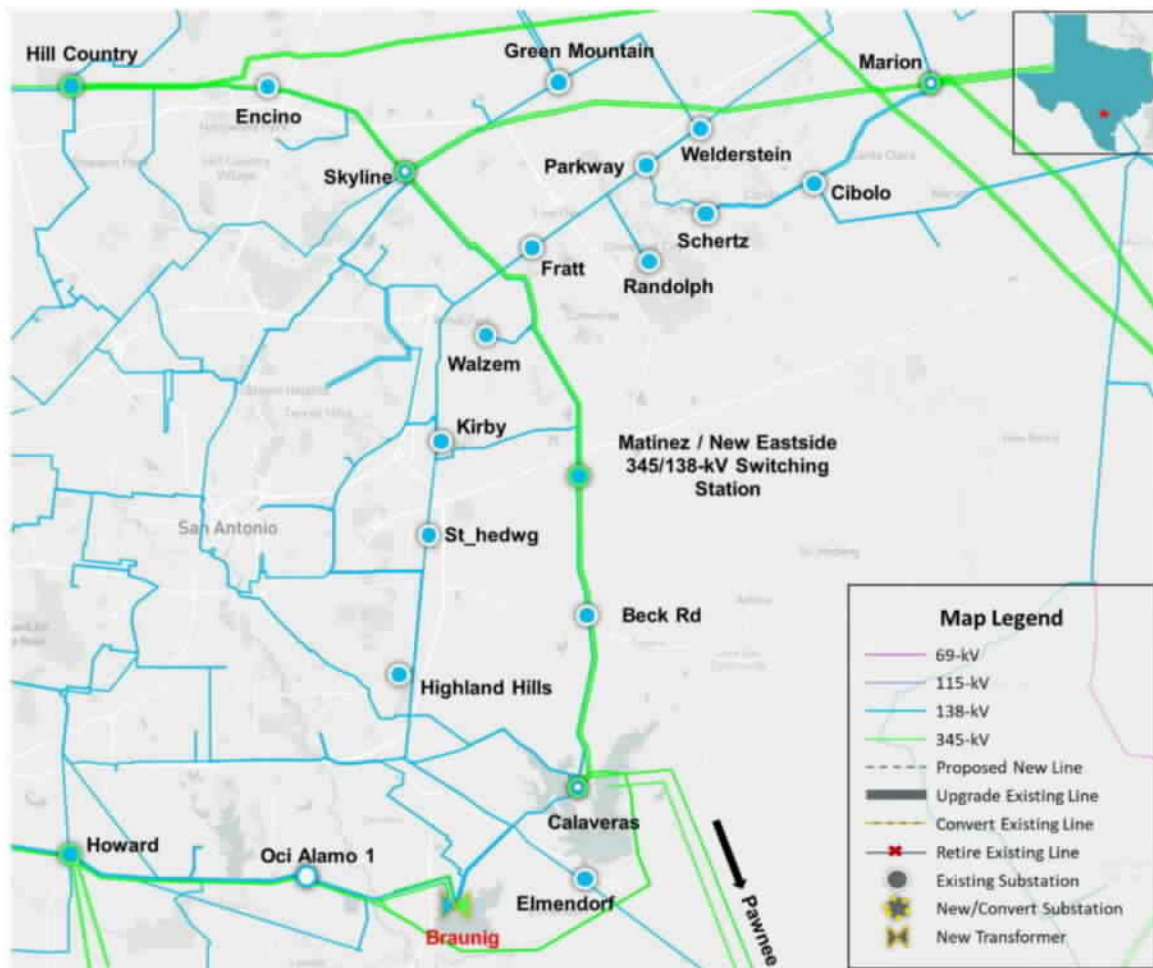 Hill Country
Green Mountain
Marion
Encino
Welderstein
Parkway
Skyline
Cibolo
Schertz
Fratt
Randolph
Walzem
Kirby
Matinez / New Eastside
345/138-kV Switching
Station
San Antonio
St_hedwg
Beck Rd
Highland Hills
Calaveras
Howard
Oci Alamo 1
Elmendorf
Braunig
Pawnee
Map Legend
69-kV
115-kV
138-kV
345-kV
Proposed New Line
Upgrade Existing Line
Convert Existing Line
Retire Existing Line
Existing Substation
New/Convert Substation
New Transformer